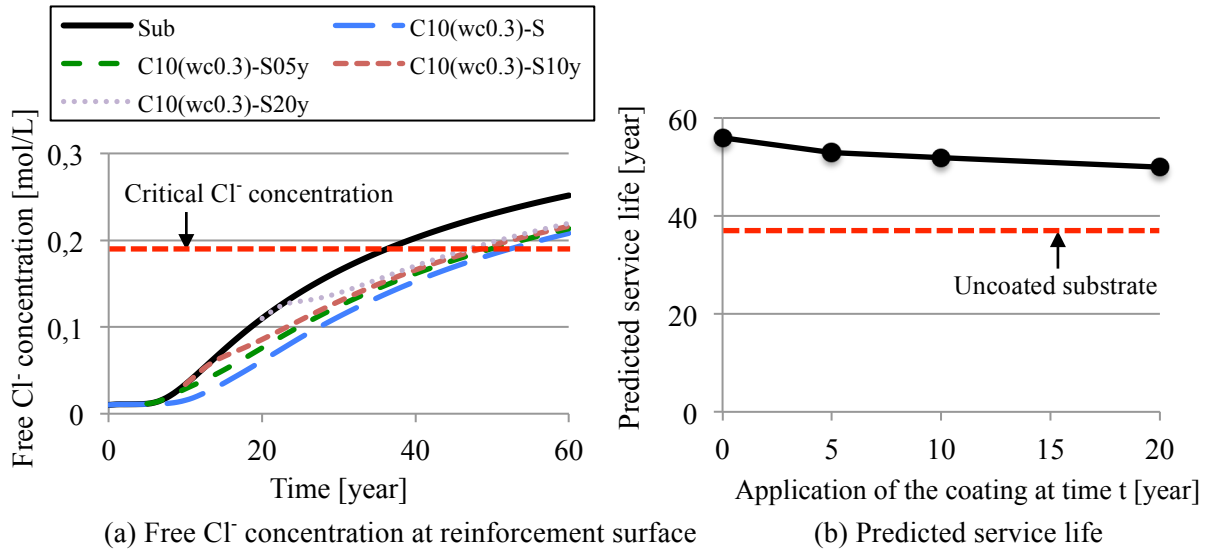 Sub
C10(wc0.3)-S
C10(wc0.3)-S05y
C10(wc0.3)-S10y
C10(wc0.3)-S20y
Free Cl⁻ concentration [mol/L]
0,3
0,2
0,1
0
Critical Cl⁻ concentration
0 20 40 60
Time [year]
(a) Free Cl⁻ concentration at reinforcement surface
Predicted service life [year]
60
40
20
0
Uncoated substrate
0 5 10 15 20
Application of the coating at time t [year]
(b) Predicted service life